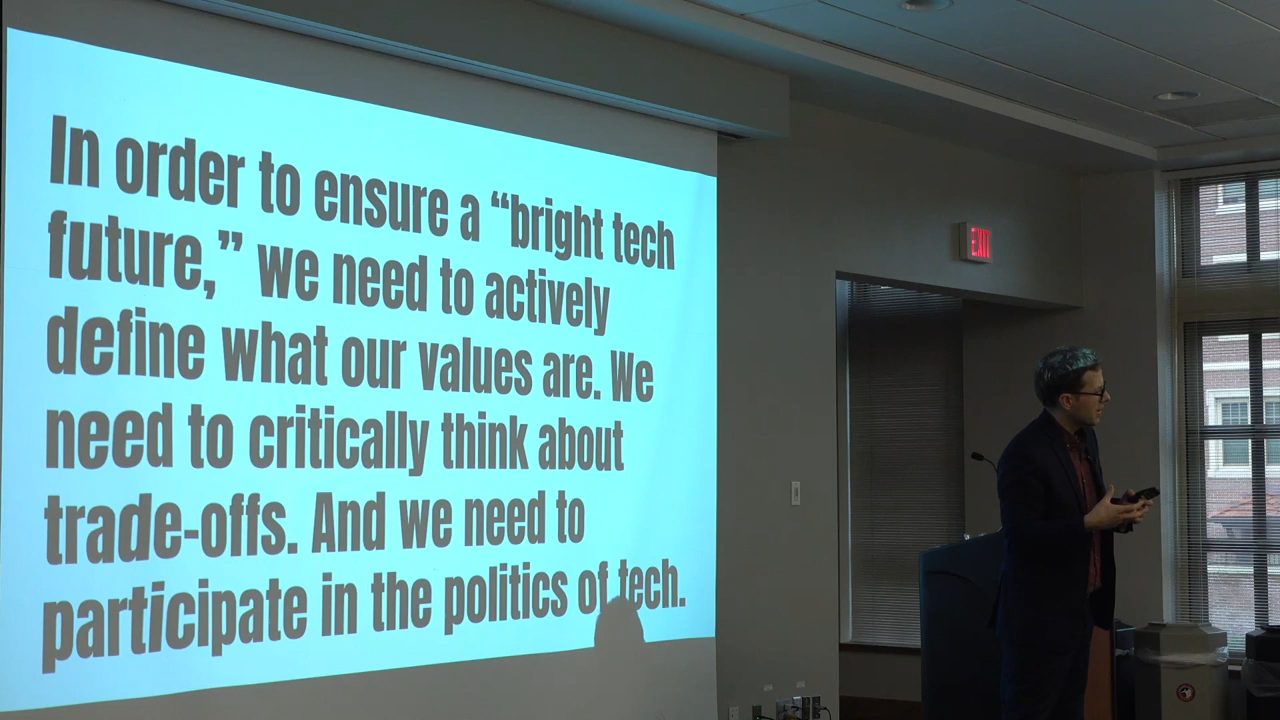 In order to ensure a “bright tech
future,” we need to actively
define what our values are. We
need to critically think about
trade-offs. And we need to
participate in the politics of tech.
EXIT